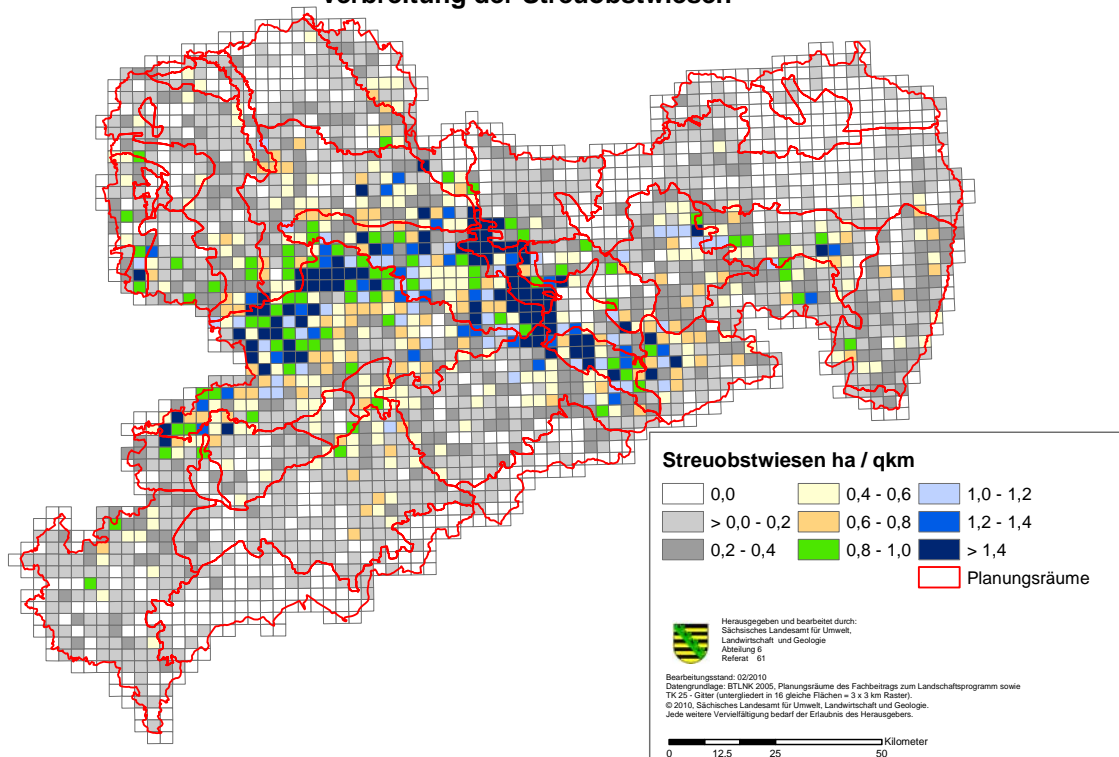 Verbreitung der Streuobstwiesen
Streuobstwiesen ha / qkm
0,0
> 0,0 - 0,2
0,2 - 0,4
0,4 - 0,6
0,6 - 0,8
0,8 - 1,0
1,0 - 1,2
1,2 - 1,4
> 1,4
Planungsräume
Herausgegeben und bearbeitet durch:
Sächsisches Landesamt für Umwelt,
Landwirtschaft und Geologie
Abteilung 6
Referat 61
Bearbeitungsstand: 02/2010
Datengrundlage: BTLNK 2005, Planungsräume des Fachbeitrags zum Landschaftsprogramm sowie
TK 25 - Gitter (untergliedert in 16 gleiche Flächen = 3 x 3 km Raster).
© 2010, Sächisches Landesamt für Umwelt, Landwirtschaft und Geologie.
Jede weitere Vervielfältigung bedarf der Erlaubnis des Herausgebers.
Kilometer
0 12,5 25 50